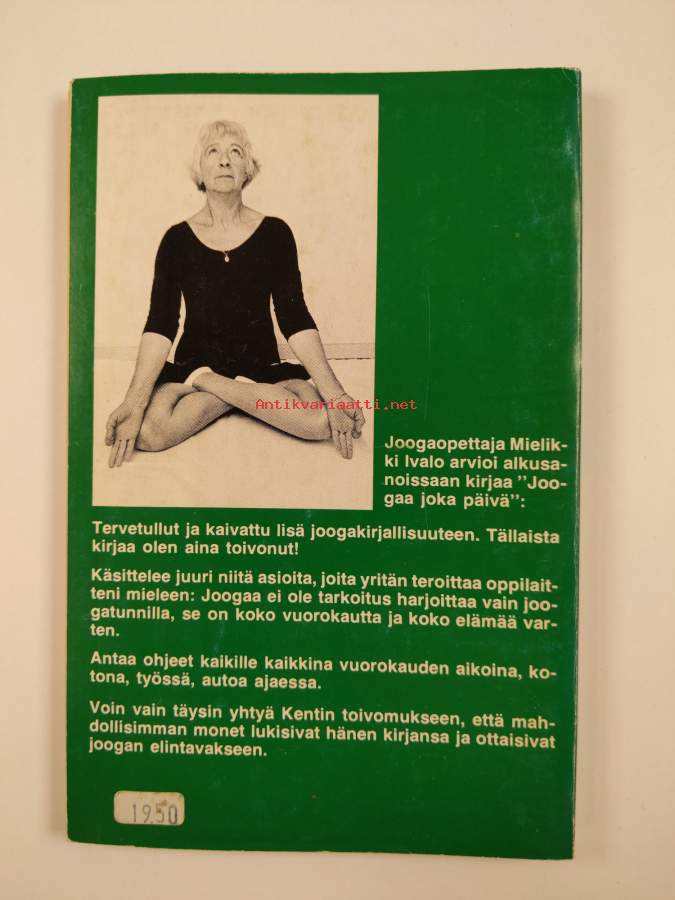 Antikvariaatti.net
Joogaopettaja Mielik-
ki Ivalo arvioi alkusa-
noissaan kirjaa "Joo-
gaa joka päivä":
Tervetullut ja kaivattu lisä joogakirjallisuuteen. Tällaista
kirjaa olen aina toivonut!
Käsittelee juuri niitä asioita, joita yritän teroittaa oppilait-
teni mieleen: Joogaa ei ole tarkoitus harjoittaa vain joo-
gatunnilla, se on koko vuorokautta ja koko elämää var-
ten.
Antaa ohjeet kaikille kaikkina vuorokauden aikoina, ko-
tona, työssä, autoa ajaessa.
Voin vain täysin yhtyä Kentin toivomukseen, että mah-
dollisimman monet lukisivat hänen kirjansa ja ottaisivat
joogan elintavakseen.
19.50